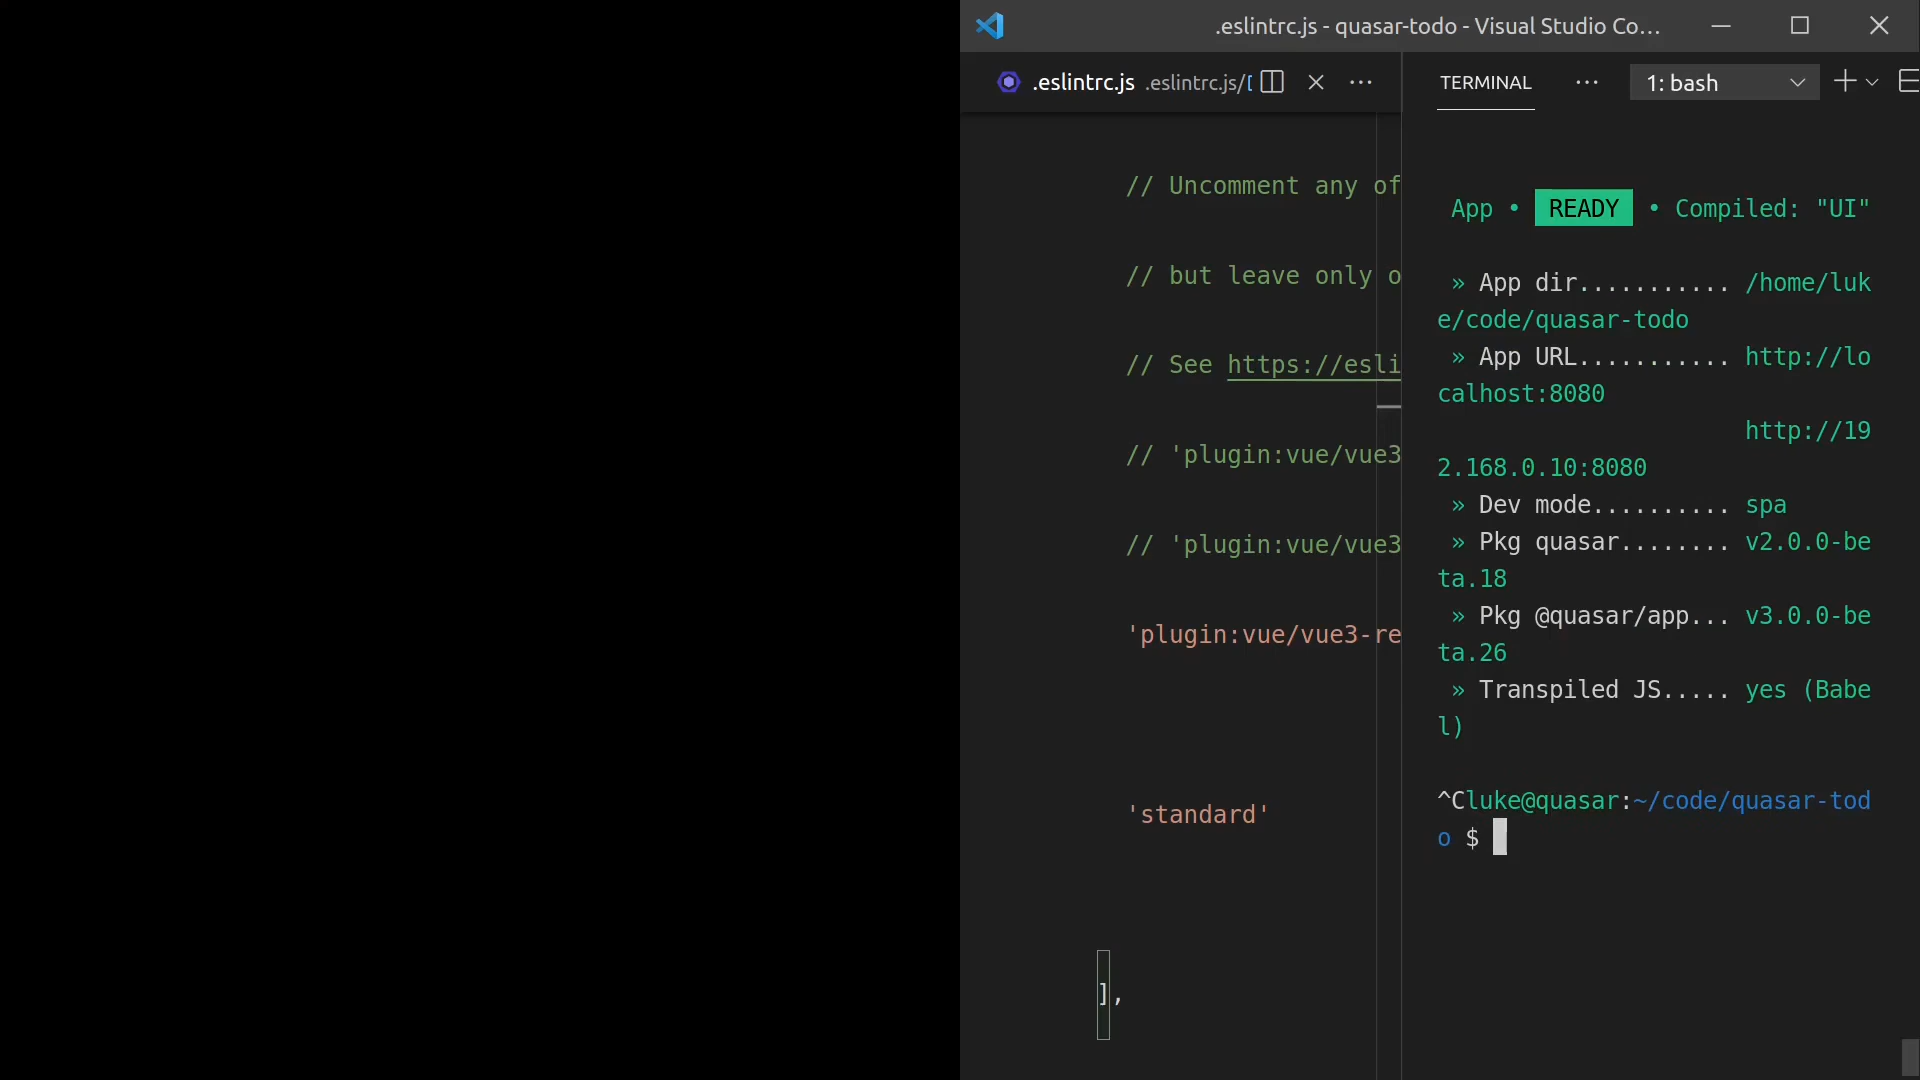 .eslintrc.js - quasar-todo - Visual Studio Co...
.eslintrc.js .eslintrc.js/
TERMINAL
1: bash
// Uncomment any of
// but leave only o
// See https://esli
// 'plugin:vue/vue3
// 'plugin:vue/vue3
'plugin:vue/vue3-re
'standard'
],
App • READY • Compiled: "UI"
» App dir........... /home/luk
e/code/quasar-todo
» App URL........... http://lo
calhost:8080
http://19
2.168.0.10:8080
» Dev mode.......... spa
» Pkg quasar........ v2.0.0-be
ta.18
» Pkg @quasar/app... v3.0.0-be
ta.26
» Transpiled JS..... yes (Babe
l)
^Cluke@quasar:~/code/quasar-tod
o $